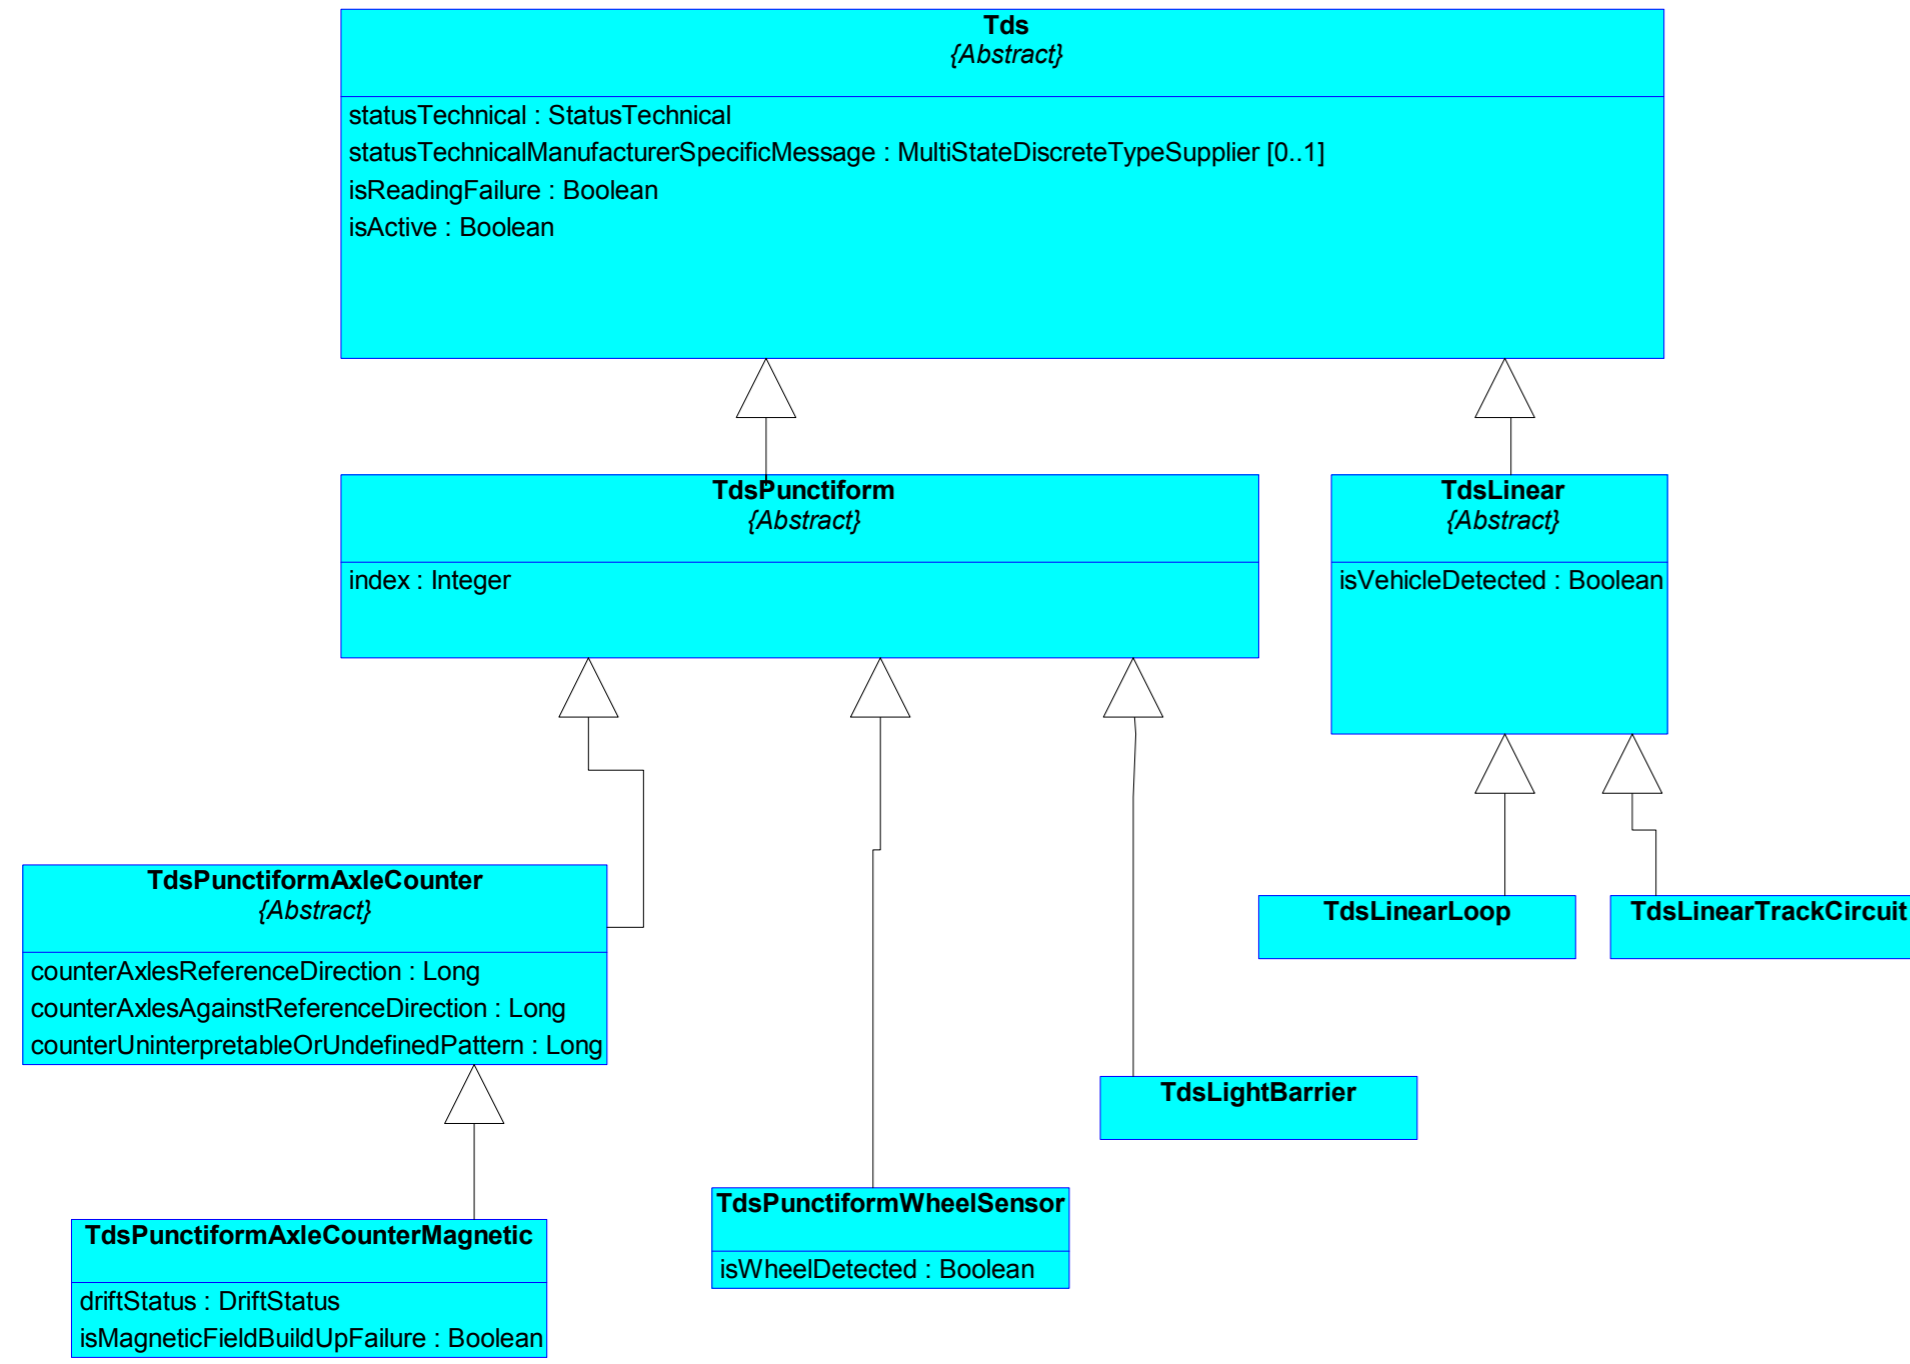 Tds
{Abstract}
statusTechnical : StatusTechnical
statusTechnicalManufacturerSpecificMessage : MultiStateDiscreteTypeSupplier [0..1]
isReadingFailure : Boolean
isActive : Boolean
TdsPunctiform
{Abstract}
index : Integer
TdsLinear
{Abstract}
isVehicleDetected : Boolean
TdsPunctiformAxleCounter
{Abstract}
counterAxlesReferenceDirection : Long
counterAxlesAgainstReferenceDirection : Long
counterUninterpretableOrUndefinedPattern : Long
TdsLinearLoop
TdsLinearTrackCircuit
TdsLightBarrier
TdsPunctiformWheelSensor
isWheelDetected : Boolean
TdsPunctiformAxleCounterMagnetic
driftStatus : DriftStatus
isMagneticFieldBuildUpFailure : Boolean